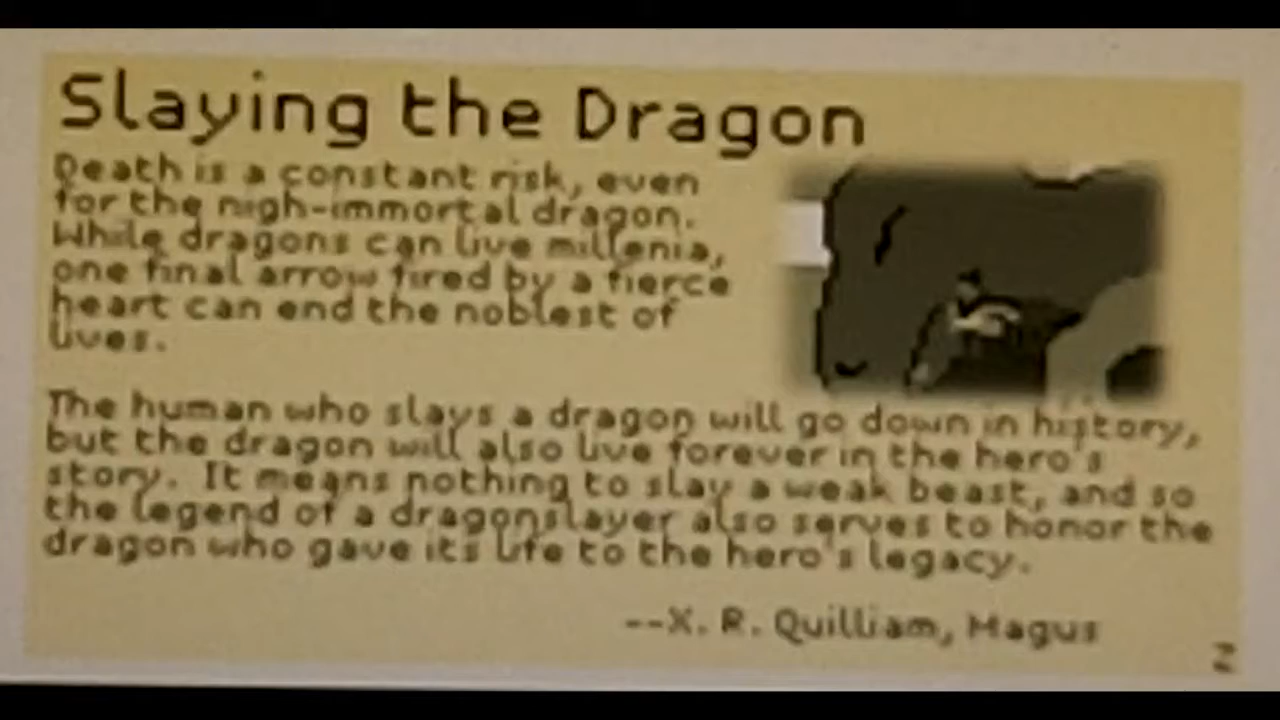 Slaying the Dragon
Death is a constant risk, even
for the nigh-immortal dragon.
While dragons can live millenia,
one final arrow fired by a fierce
heart can end the noblest of
lives.
The human who slays a dragon will go down in history,
but the dragon will also live forever in the hero's
story. It means nothing to slay a weak beast, and so
the legend of a dragonslayer also serves to honor the
dragon who gave its life to the hero's legacy.
--X. R. Quilliam, Magus
2